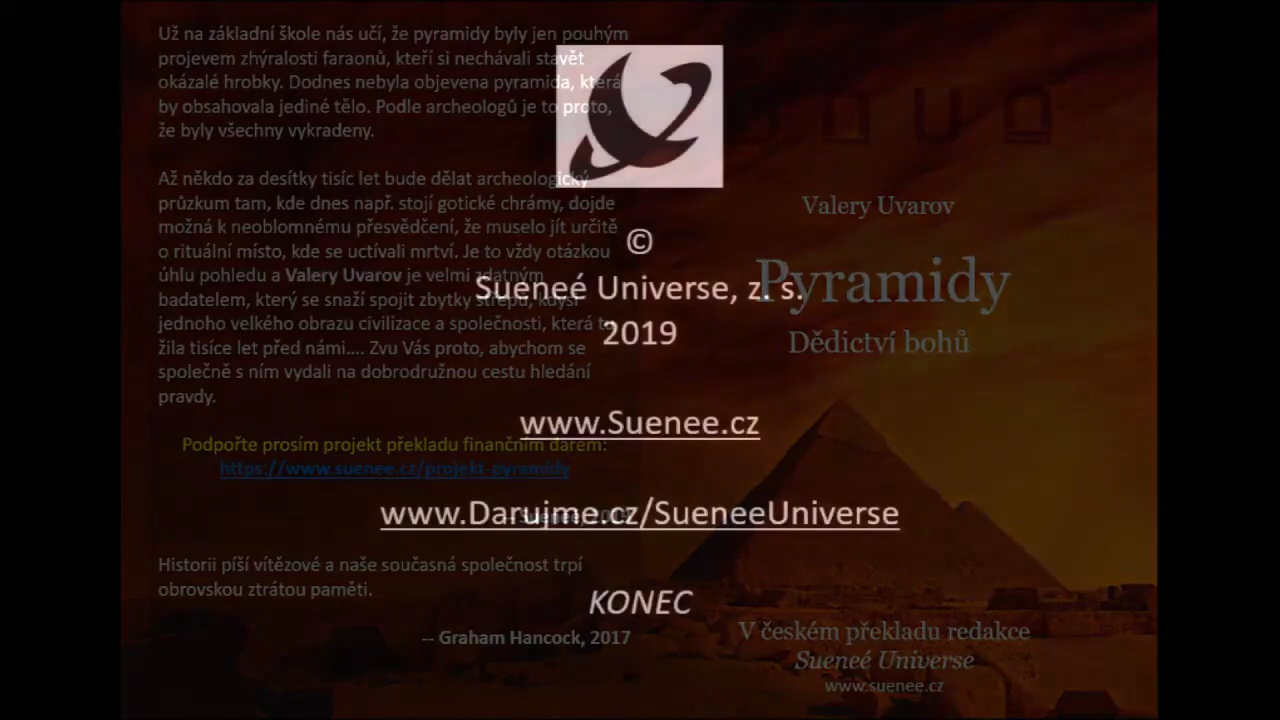 Už na základní škole nás učí, že pyramidy byly jen pouhým
projevem zhýralosti faraonů, kteří si nechávali stavět
okázalé hrobky. Dodnes nebyla objevena pyramida, která
by obsahovala jediné tělo. Podle archeologů je to proto,
že byly všechny vykradeny.
Až někdo za desítky tisíc let bude dělat archeologický
průzkum tam, kde dnes např. stojí gotické chrámy, dojde
možná k neoblomnému přesvědčení, že muselo jít určitě
o rituální místo, kde se uctívali mrtví. Je to vždy otázkou
úhlu pohledu a Valery Uvarov je velmi zdatným
badatelem, který se snaží spojit zbytky střepů, kdysi
jednoho velkého obrazu civilizace a společnosti, která tu
žila tisíce let před námi.... Zvu Vás proto, abychom se
společně s ním vydali na dobrodružnou cestu hledání
pravdy.
Podpořte prosím projekt překladu finančním darem:
https://www.suenee.cz/projekt-pyramidy
Historii píší vítězové a naše současná společnost trpí
obrovskou ztrátou paměti.
-- Graham Hancock, 2017
©
Sueneé Universe, z. s.
2019
www.Suenee.cz
www.Darujme.cz/SueneeUniverse
KONEC
Valery Uvarov
Pyramidy
Dědictví bohů
V českém překladu redakce
Sueneé Universe
www.suenee.cz